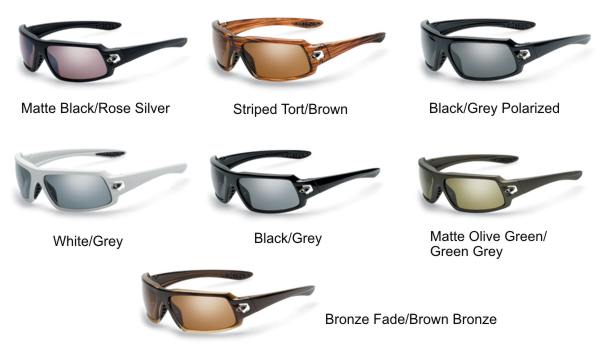 Matte Black/Rose Silver
Striped Tort/Brown
Black/Grey Polarized
White/Grey
Black/Grey
Matte Olive Green/
Green Grey
Bronze Fade/Brown Bronze